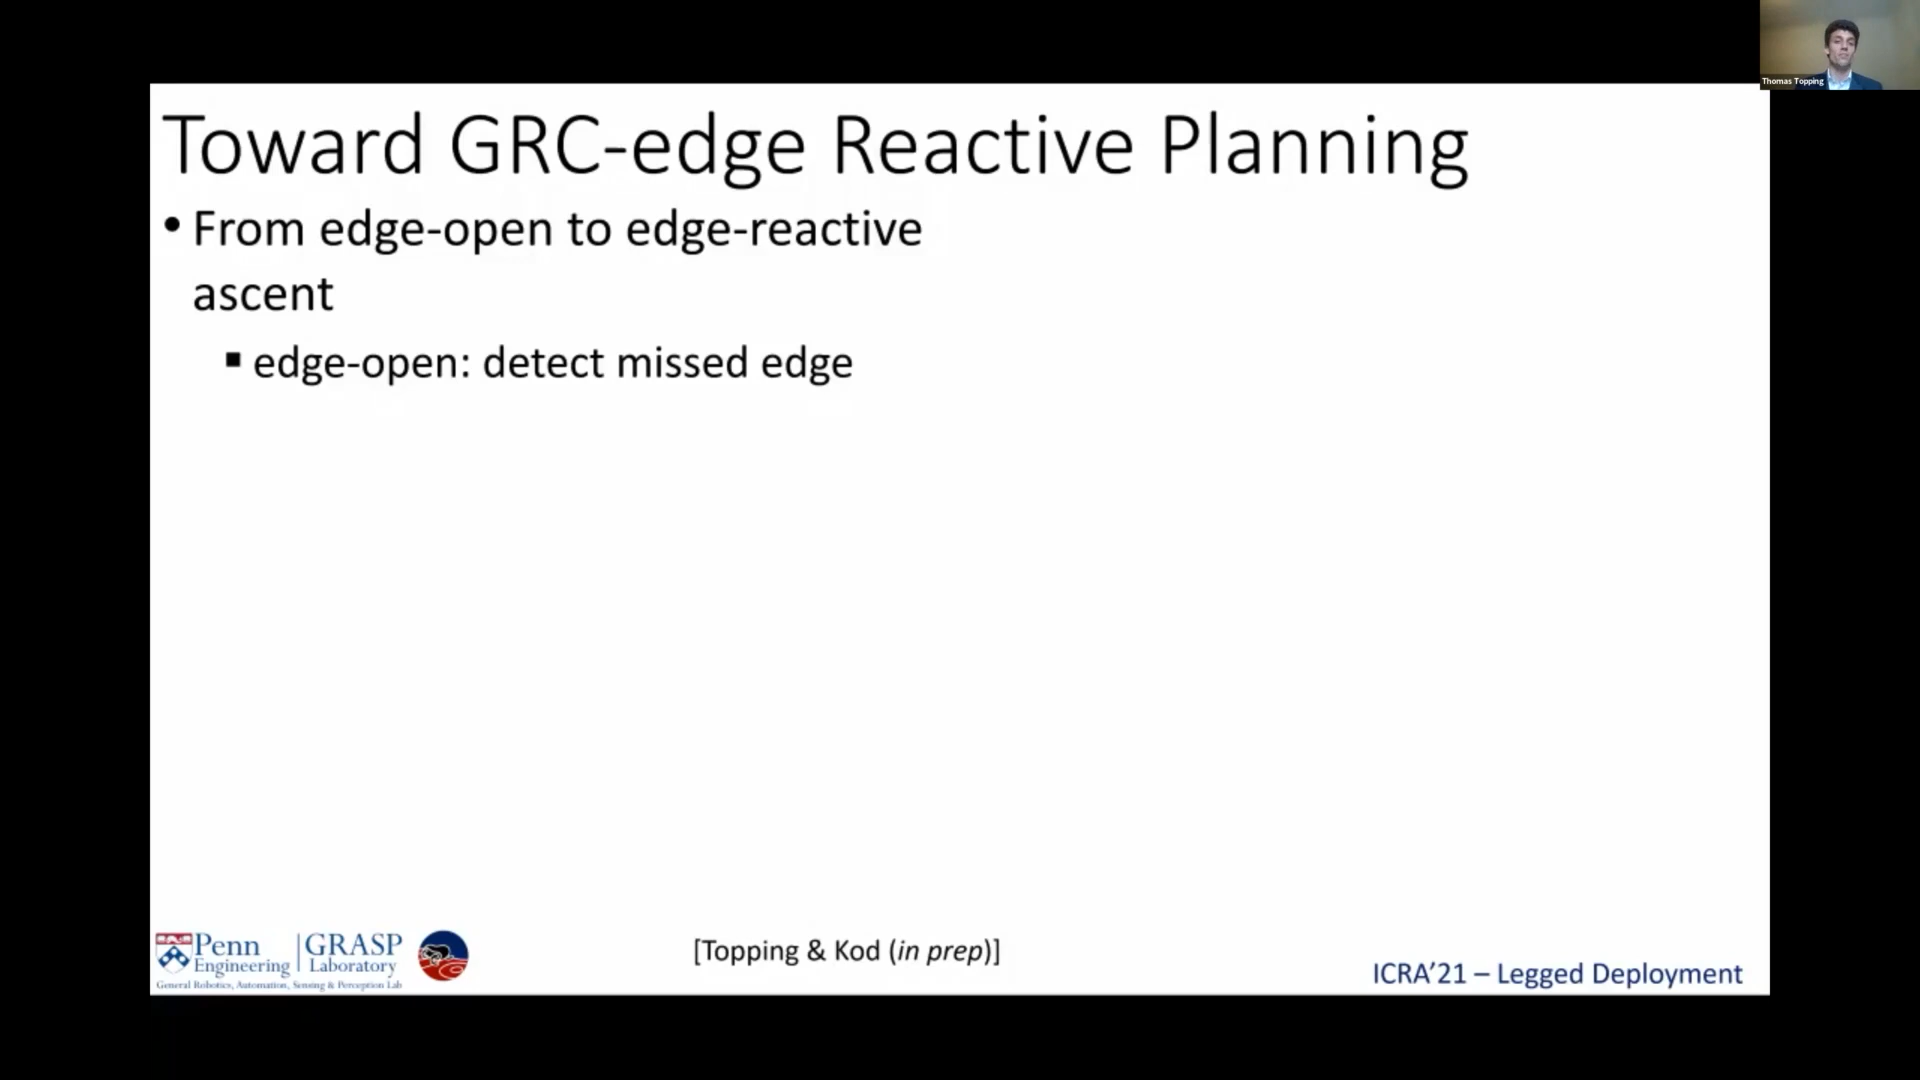 Thomas Topping
Toward GRC-edge Reactive Planning
• From edge-open to edge-reactive
ascent
▪ edge-open: detect missed edge
Penn
Engineering
GRASP
Laboratory
General Robotics, Automation, Sensing & Perception Lab
[Topping & Kod (in prep)]
ICRA'21 – Legged Deployment